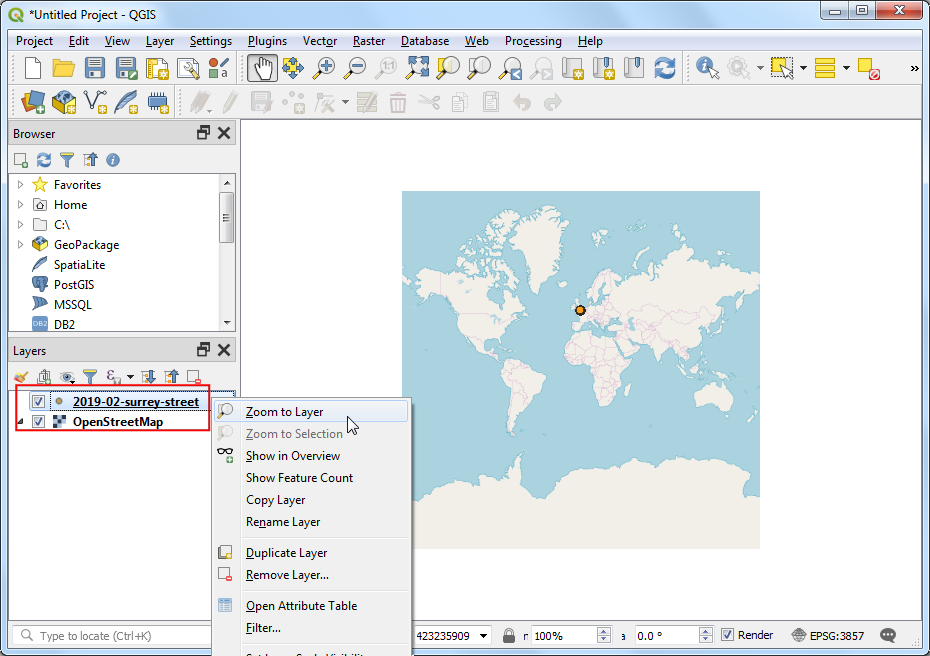 *Untitled Project - QGIS
Project Edit View Layer Settings Plugins Vector Raster Database Web Processing Help
Browser
Favorites
Home
C:\
GeoPackage
SpatiaLite
PostGIS
MSSQL
DB2 DB2
Layers
2019-02-surrey-street
OpenStreetMap
Zoom to Layer
Zoom to Selection
Show in Overview
Show Feature Count
Copy Layer
Rename Layer
Duplicate Layer
Remove Layer...
Open Attribute Table
Filter...
Type to locate (Ctrl+K) 423235909 100% a 0.0 ° Render EPSG:3857